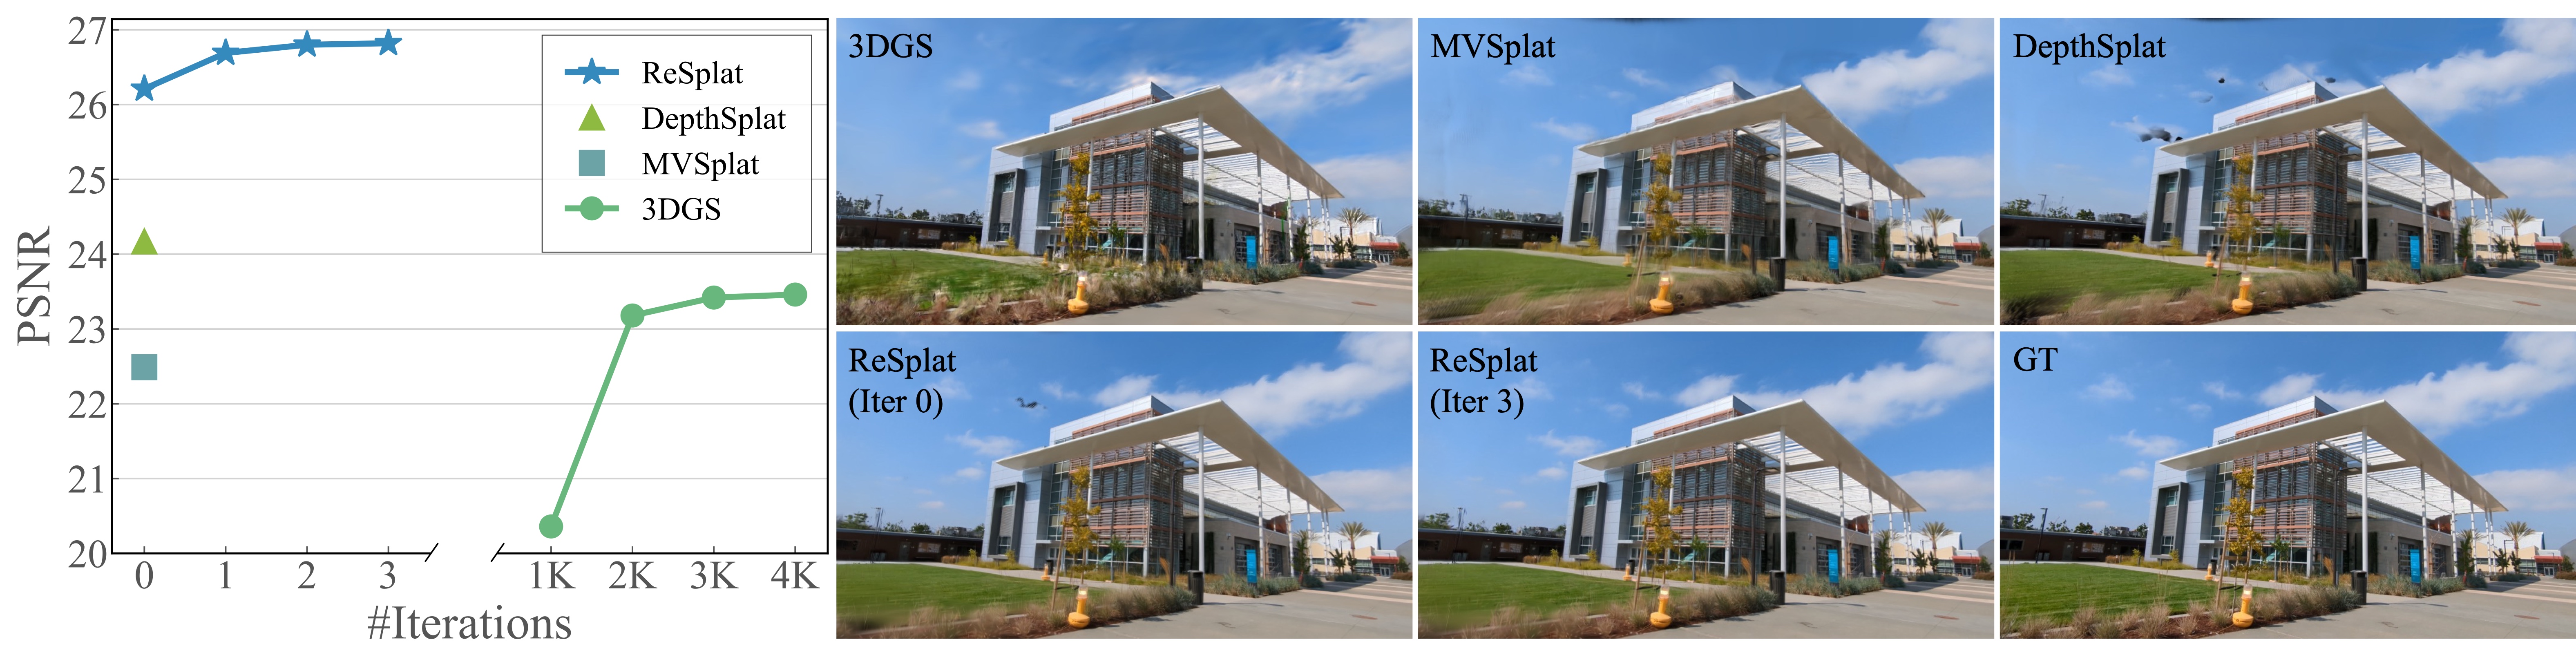 27
26
25
24
23
22
21
20
PSNR
0 1 2 3 1K 2K 3K 4K
#Iterations
ReSplat
DepthSplat
MVSplat
3DGS
3DGS
MVSplat
DepthSplat
ReSplat
(Iter 0)
ReSplat
(Iter 3)
GT